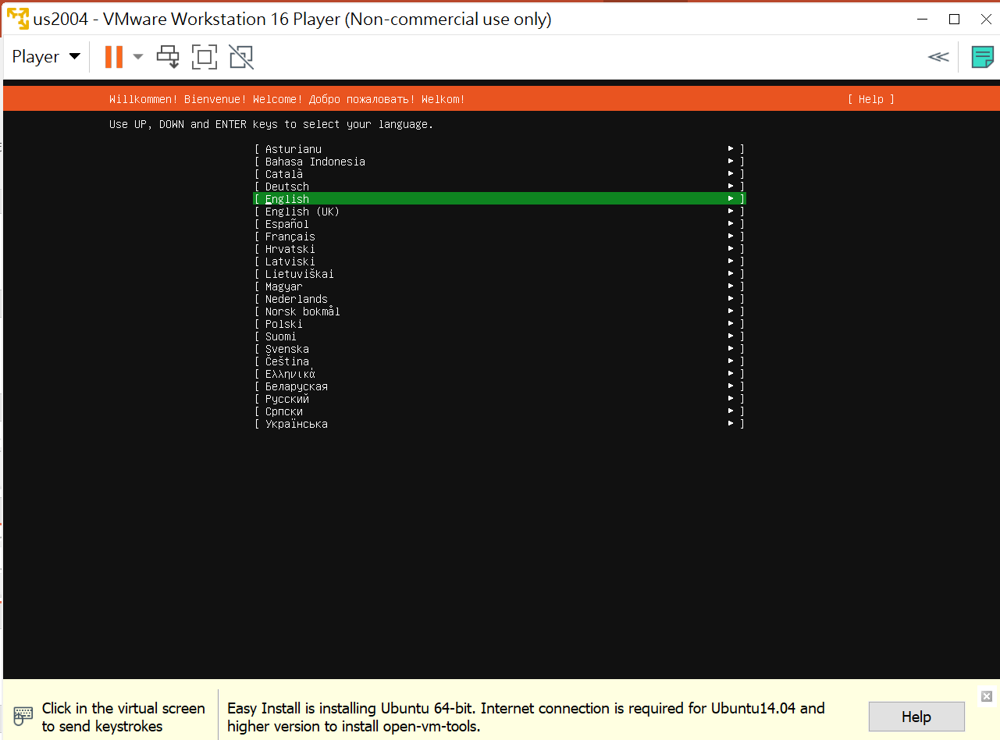 us2004 - VMware Workstation 16 Player (Non-commercial use only)
Player
Willkommen! Bienvenue! Welcome! Добро пожаловать! Welkom! [ Help ]
Use UP, DOWN and ENTER keys to select your language.
[ Asturianu ► ]
[ Bahasa Indonesia ► ]
[ Català ► ]
[ Deutsch ► ]
[ English ► ]
[ English (UK) ► ]
[ Español ► ]
[ Français ► ]
[ Hrvatski ► ]
[ Latviski ► ]
[ Lietuviškai ► ]
[ Magyar ► ]
[ Nederlands ► ]
[ Norsk bokmål ► ]
[ Polski ► ]
[ Suomi ► ]
[ Svenska ► ]
[ Čeština ► ]
[ Ελληνικά ► ]
[ Беларуская ► ]
[ Русский ► ]
[ Српски ► ]
[ Українська ► ]
Click in the virtual screen
to send keystrokes
Easy Install is installing Ubuntu 64-bit. Internet connection is required for Ubuntu14.04 and
higher version to install open-vm-tools.
Help